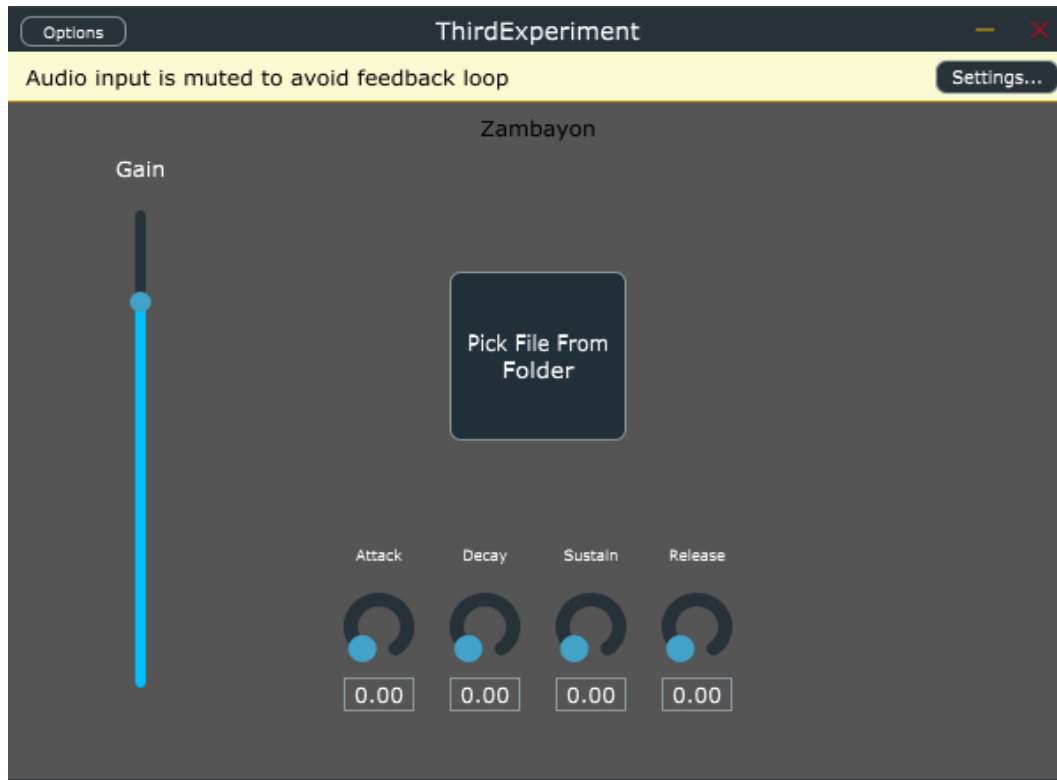 Options
ThirdExperiment
Audio input is muted to avoid feedback loop
Settings...
Zambayon
Gain
Pick File From
Folder
Attack
Decay
Sustain
Release
0.00
0.00
0.00
0.00